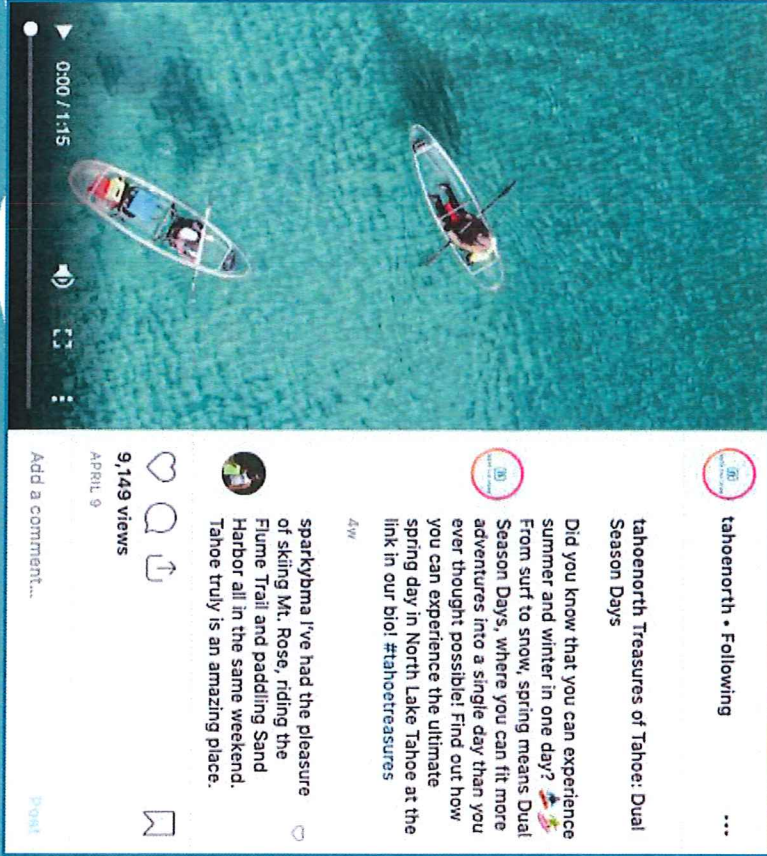 tahoenorth • Following
...
tahoenorth Treasures of Tahoe: Dual
Season Days
Did you know that you can experience
summer and winter in one day?
From surf to snow, spring means Dual
Season Days, where you can fit more
adventures into a single day than you
ever thought possible! Find out how
you can experience the ultimate
spring day in North Lake Tahoe at the
link in our bio! #tahoetreasures
4w
sparkybma I've had the pleasure
of skiing Mt. Rose, riding the
Flume Trail and paddling Sand
Harbor all in the same weekend.
Tahoe truly is an amazing place.
9,149 views
APRIL 9
Add a comment...
Post
0:00 / 1:15